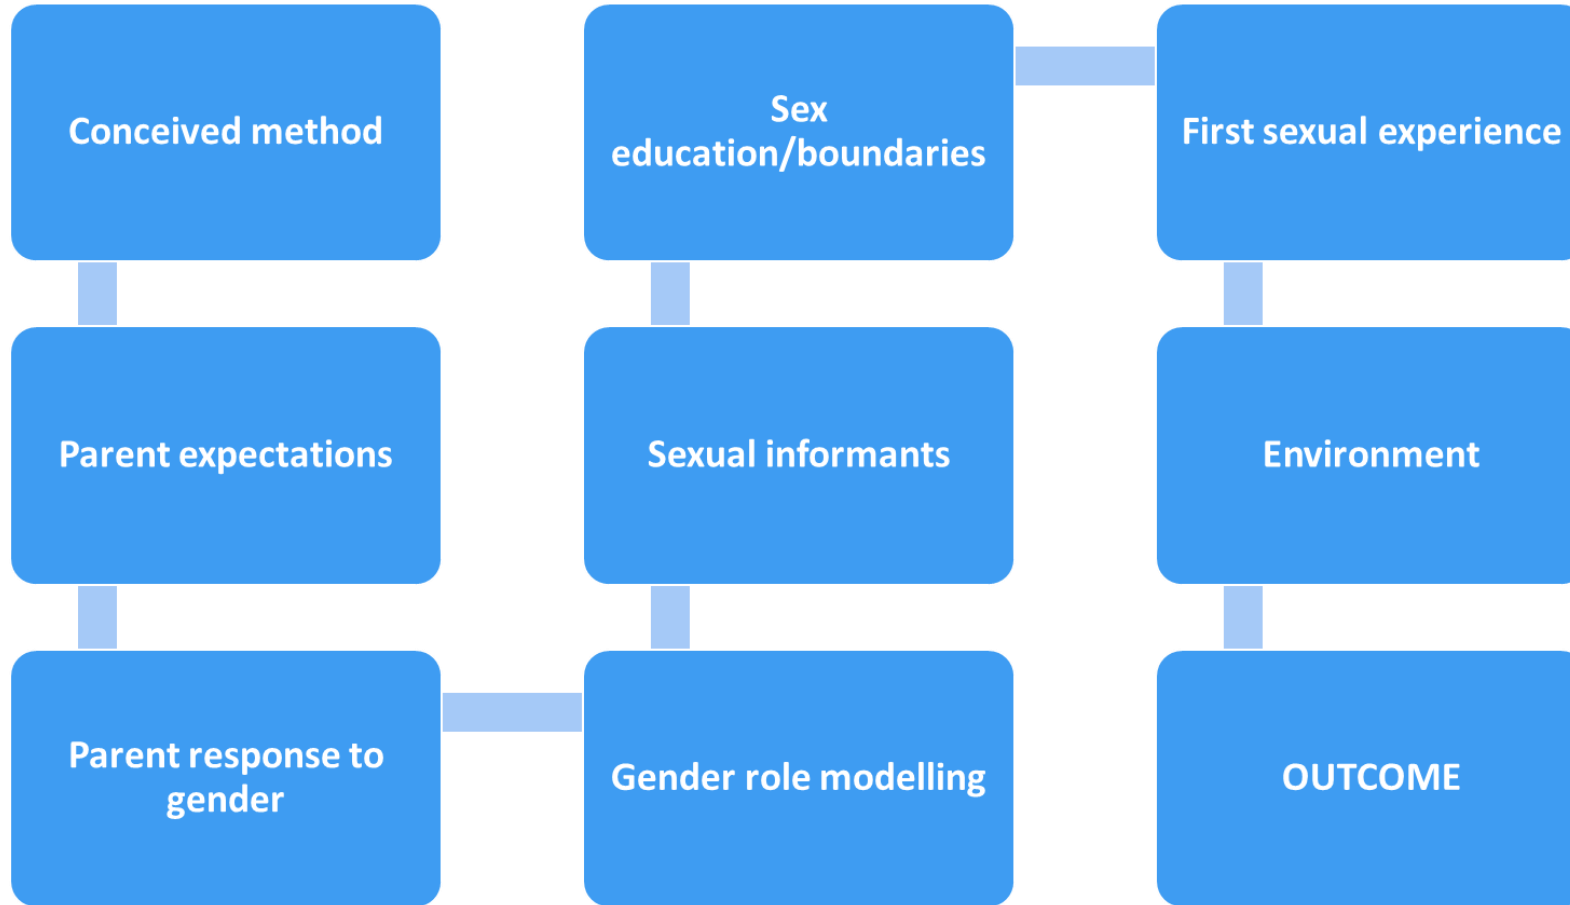 Conceived method
Parent expectations
Parent response to
gender
Gender role modelling
Sexual informants
Sex
education/boundaries
First sexual experience
Environment
OUTCOME